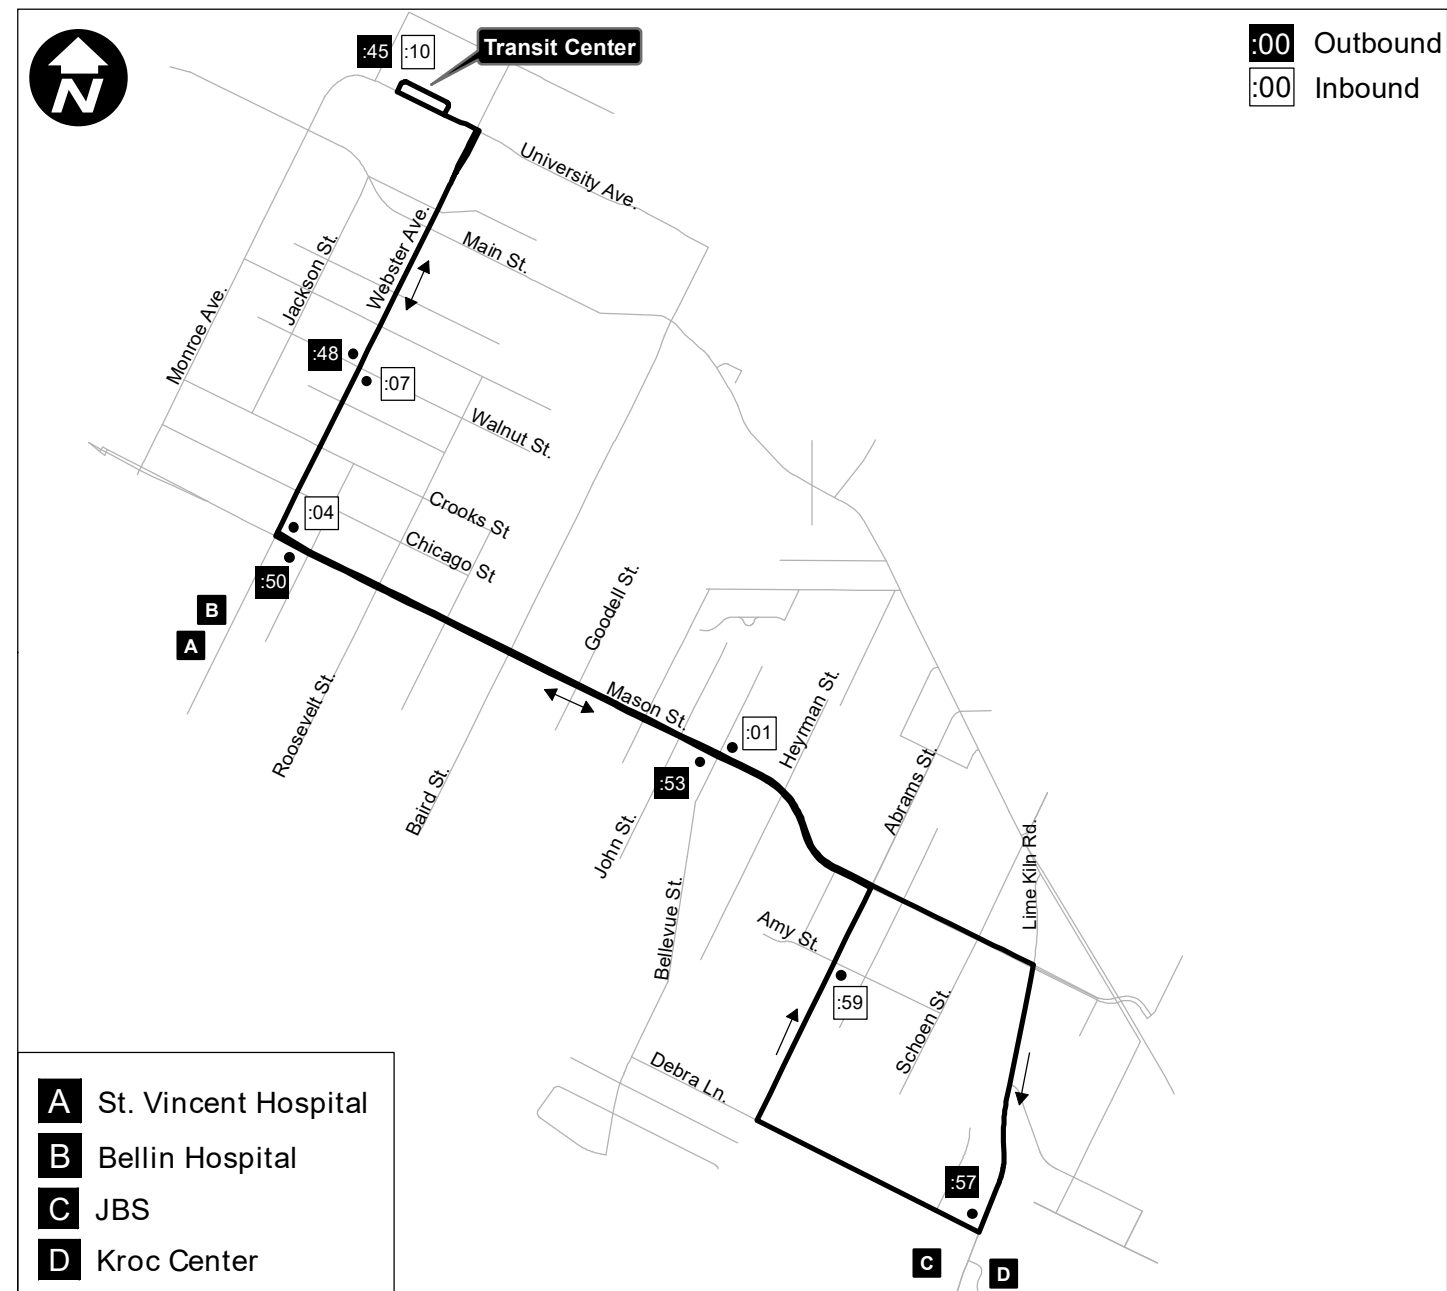 :45
:10
Transit Center
:00
Outbound
:00
Inbound
N
University Ave.
Main St.
Webster Ave.
Jackson St.
Monroe Ave.
:48
:07
Walnut St.
Crooks St
Chicago St
:04
:50
B
A
Goodell St.
Mason St.
Roosevelt St.
Baird St.
:01
:53
Heyrman St.
John St.
Abrams St.
Lime Kiln Rd.
Bellevue St.
Amy St.
:59
Schoen St.
Debra Ln.
:57
C
D
A St. Vincent Hospital
B Bellin Hospital
C JBS
D Kroc Center